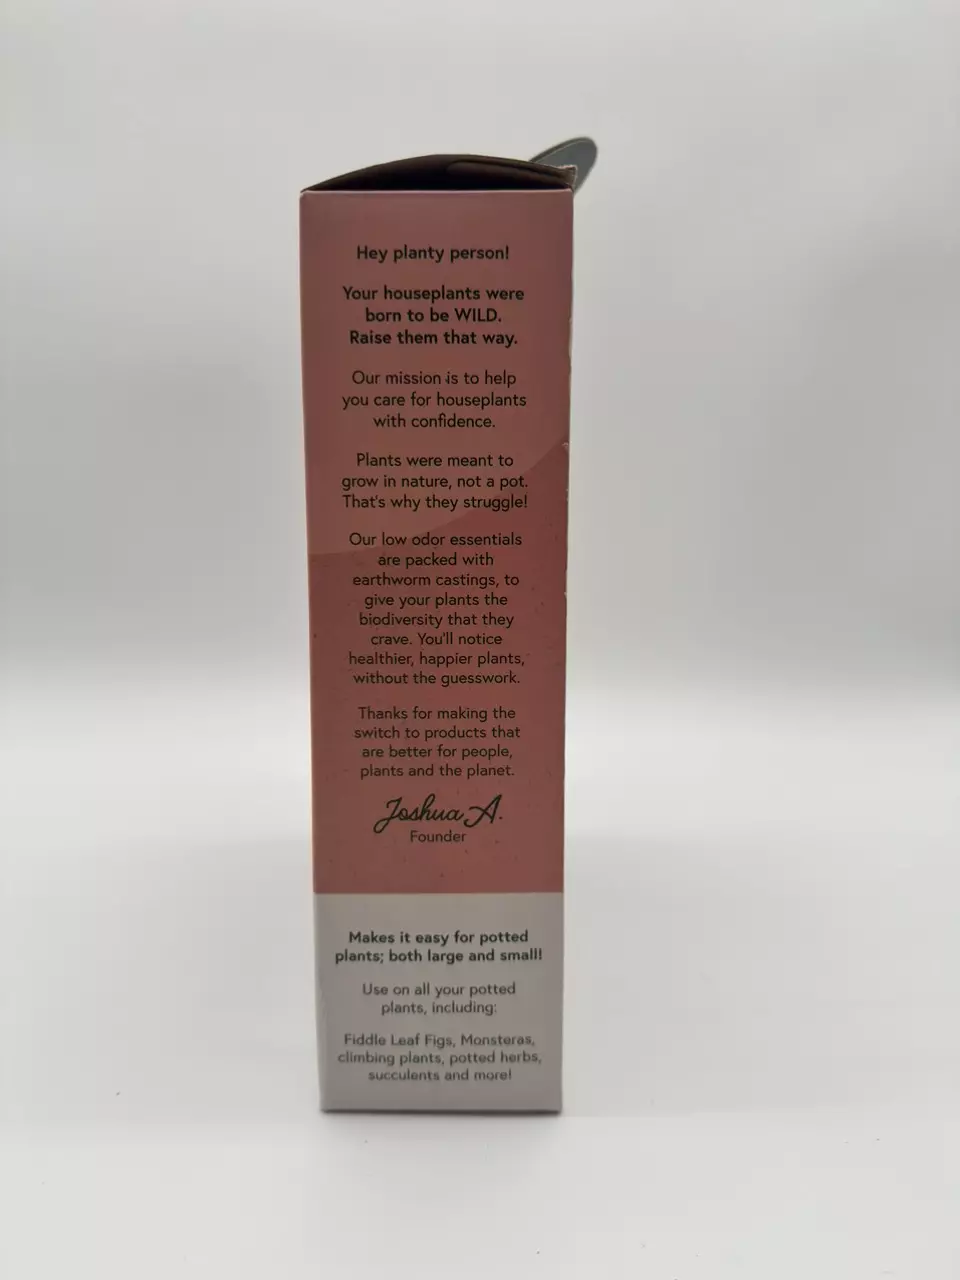 Hey planty person!
Your houseplants were
born to be WILD.
Raise them that way.
Our mission is to help
you care for houseplants
with confidence.
Plants were meant to
grow in nature, not a pot.
That's why they struggle!
Our low odor essentials
are packed with
earthworm castings, to
give your plants the
biodiversity that they
crave. You'll notice
healthier, happier plants,
without the guesswork.
Thanks for making the
switch to products that
are better for people,
plants and the planet.
Joshua A.
Founder
Makes it easy for potted
plants; both large and small!
Use on all your potted
plants, including:
Fiddle Leaf Figs, Monsteras,
climbing plants, potted herbs,
succulents and more!